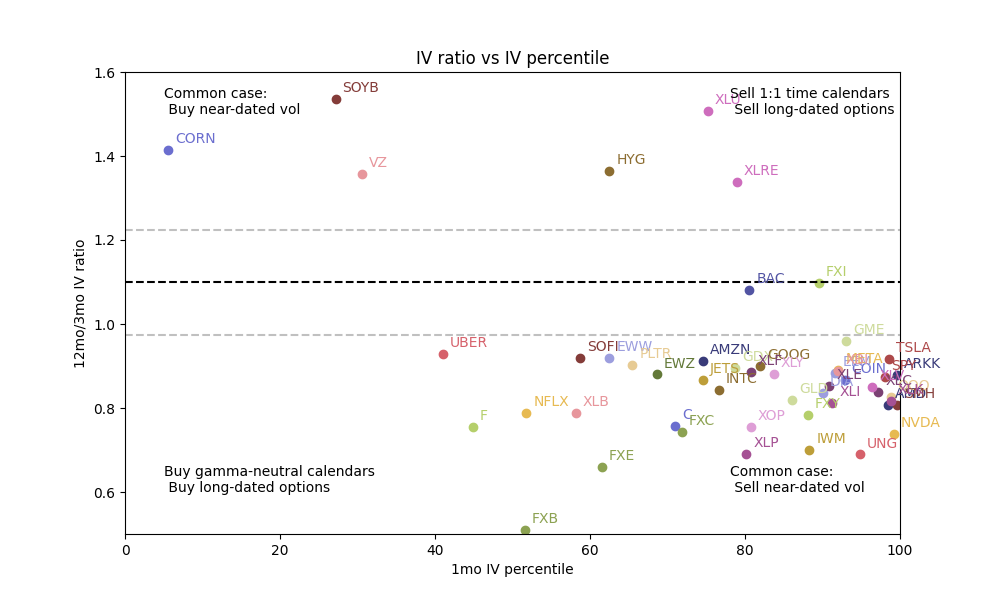 IV ratio vs IV percentile
1.6
SOYB
Common case:
Buy near-dated vol
XLU
Sell 1:1 time calendars
Sell long-dated options
CORN
1.4
VZ
HYG
XLRE
1.2
12mo/3mo IV ratio
BAC
FXI
1.0
GME
UBER
SOFI
EWW
PLTR
AMZN
GOOG
TSLA
EWZ
XLF
XLY
META
COIN
ARKK
JETS
INTC
XLE
XLC
0.8
NFLX
XLB
XLI
F
C
FXC
XOP
FXY
NVDA
XLP
IWM
UNG
FXE
Buy gamma-neutral calendars
Buy long-dated options
Common case:
Sell near-dated vol
0.6
FXB
0
20
40
60
80
100
1mo IV percentile